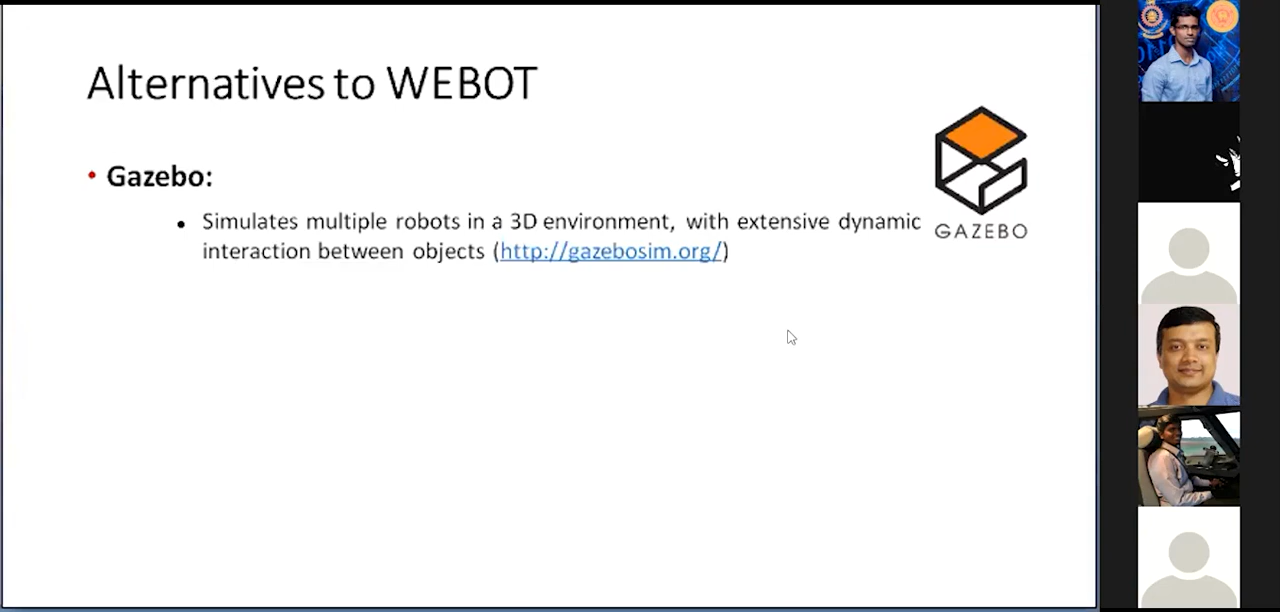 Alternatives to WEBOT
• Gazebo:
• Simulates multiple robots in a 3D environment, with extensive dynamic
interaction between objects (http://gazebosim.org/)
GAZEBO